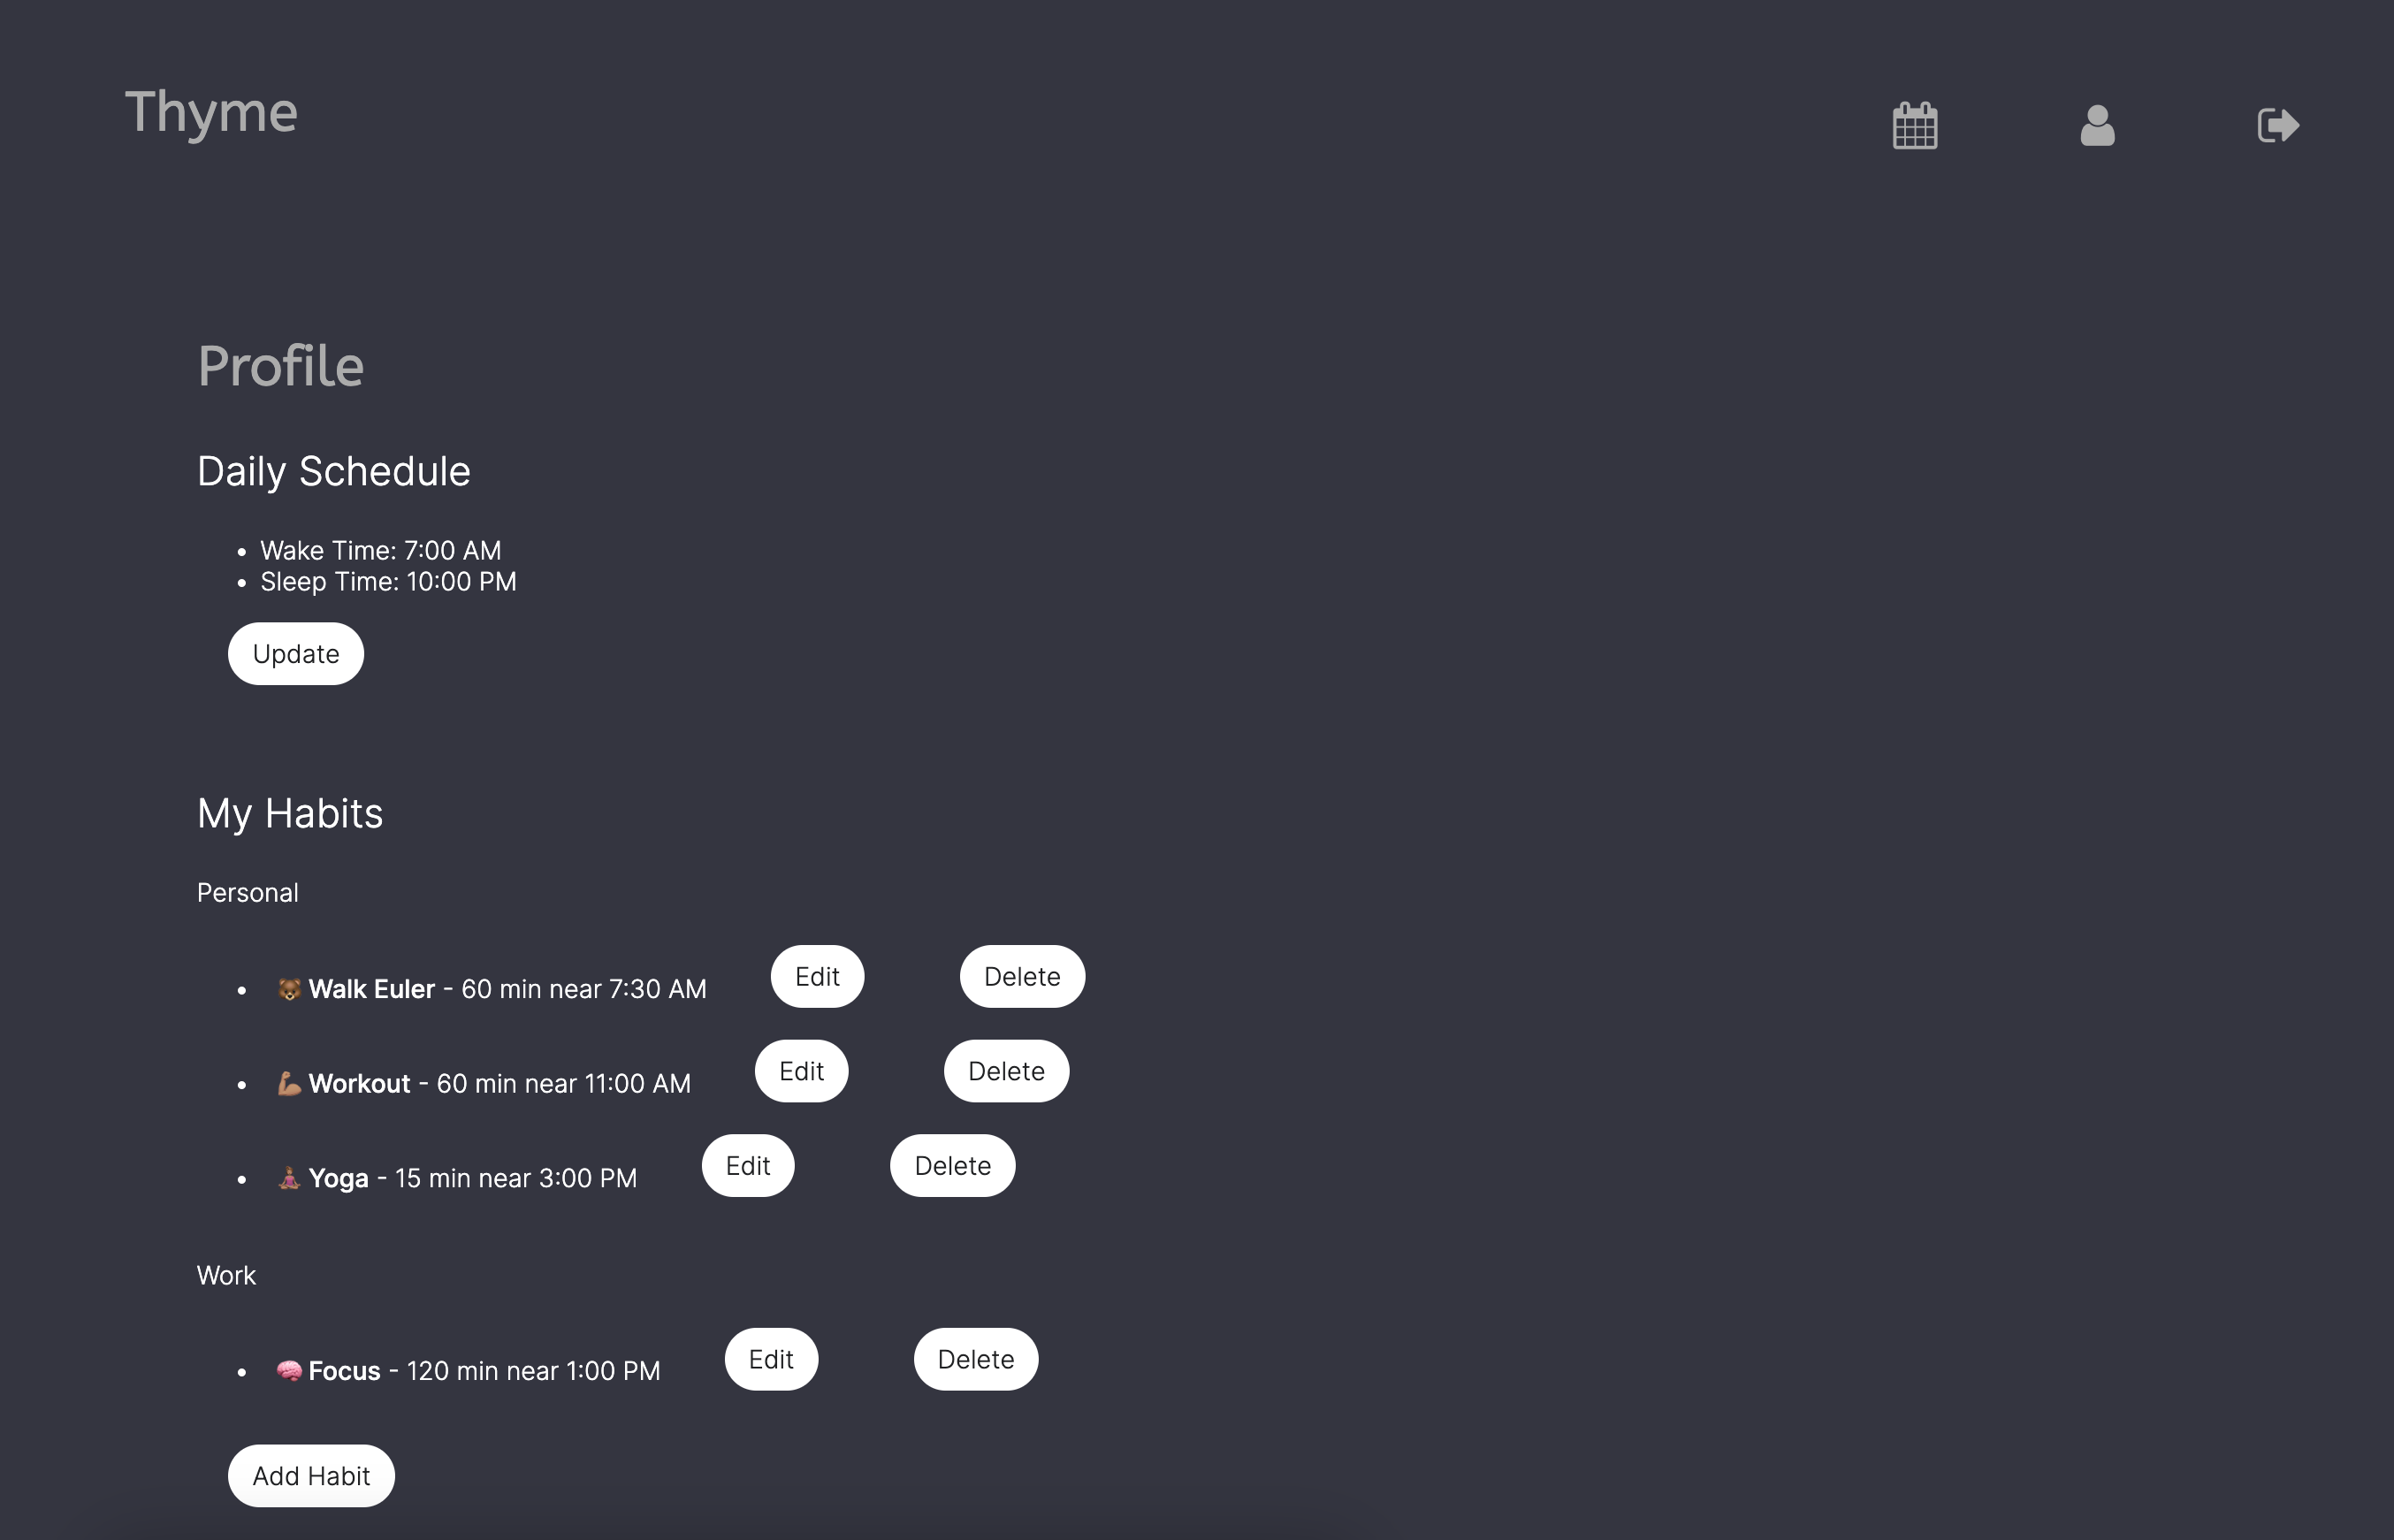 Thyme
Profile
Daily Schedule
• Wake Time: 7:00 AM
• Sleep Time: 10:00 PM
Update
My Habits
Personal
• 🐻 Walk Euler - 60 min near 7:30 AM Edit Delete
• 💪🏽 Workout - 60 min near 11:00 AM Edit Delete
• 🧘🏽‍♀️ Yoga - 15 min near 3:00 PM Edit Delete
Work
• 🧠 Focus - 120 min near 1:00 PM Edit Delete
Add Habit